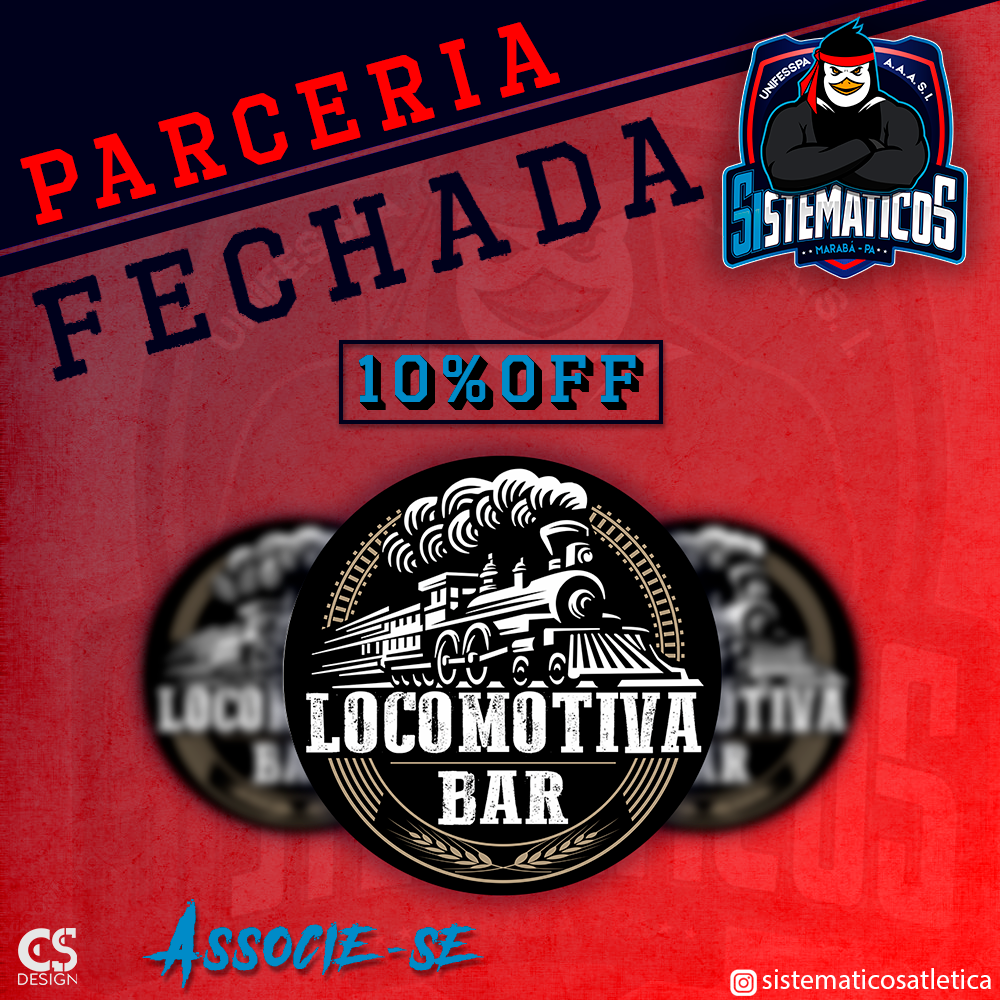 PARCERIA
FECHADA
UNIFESSPA A.A.A.S.I.
SISTEMATICOS
MARABÁ - PA
10%OFF
LOCOMOTIVA
BAR
ASSOCIE-SE
CS
DESIGN
sistematicosatletica